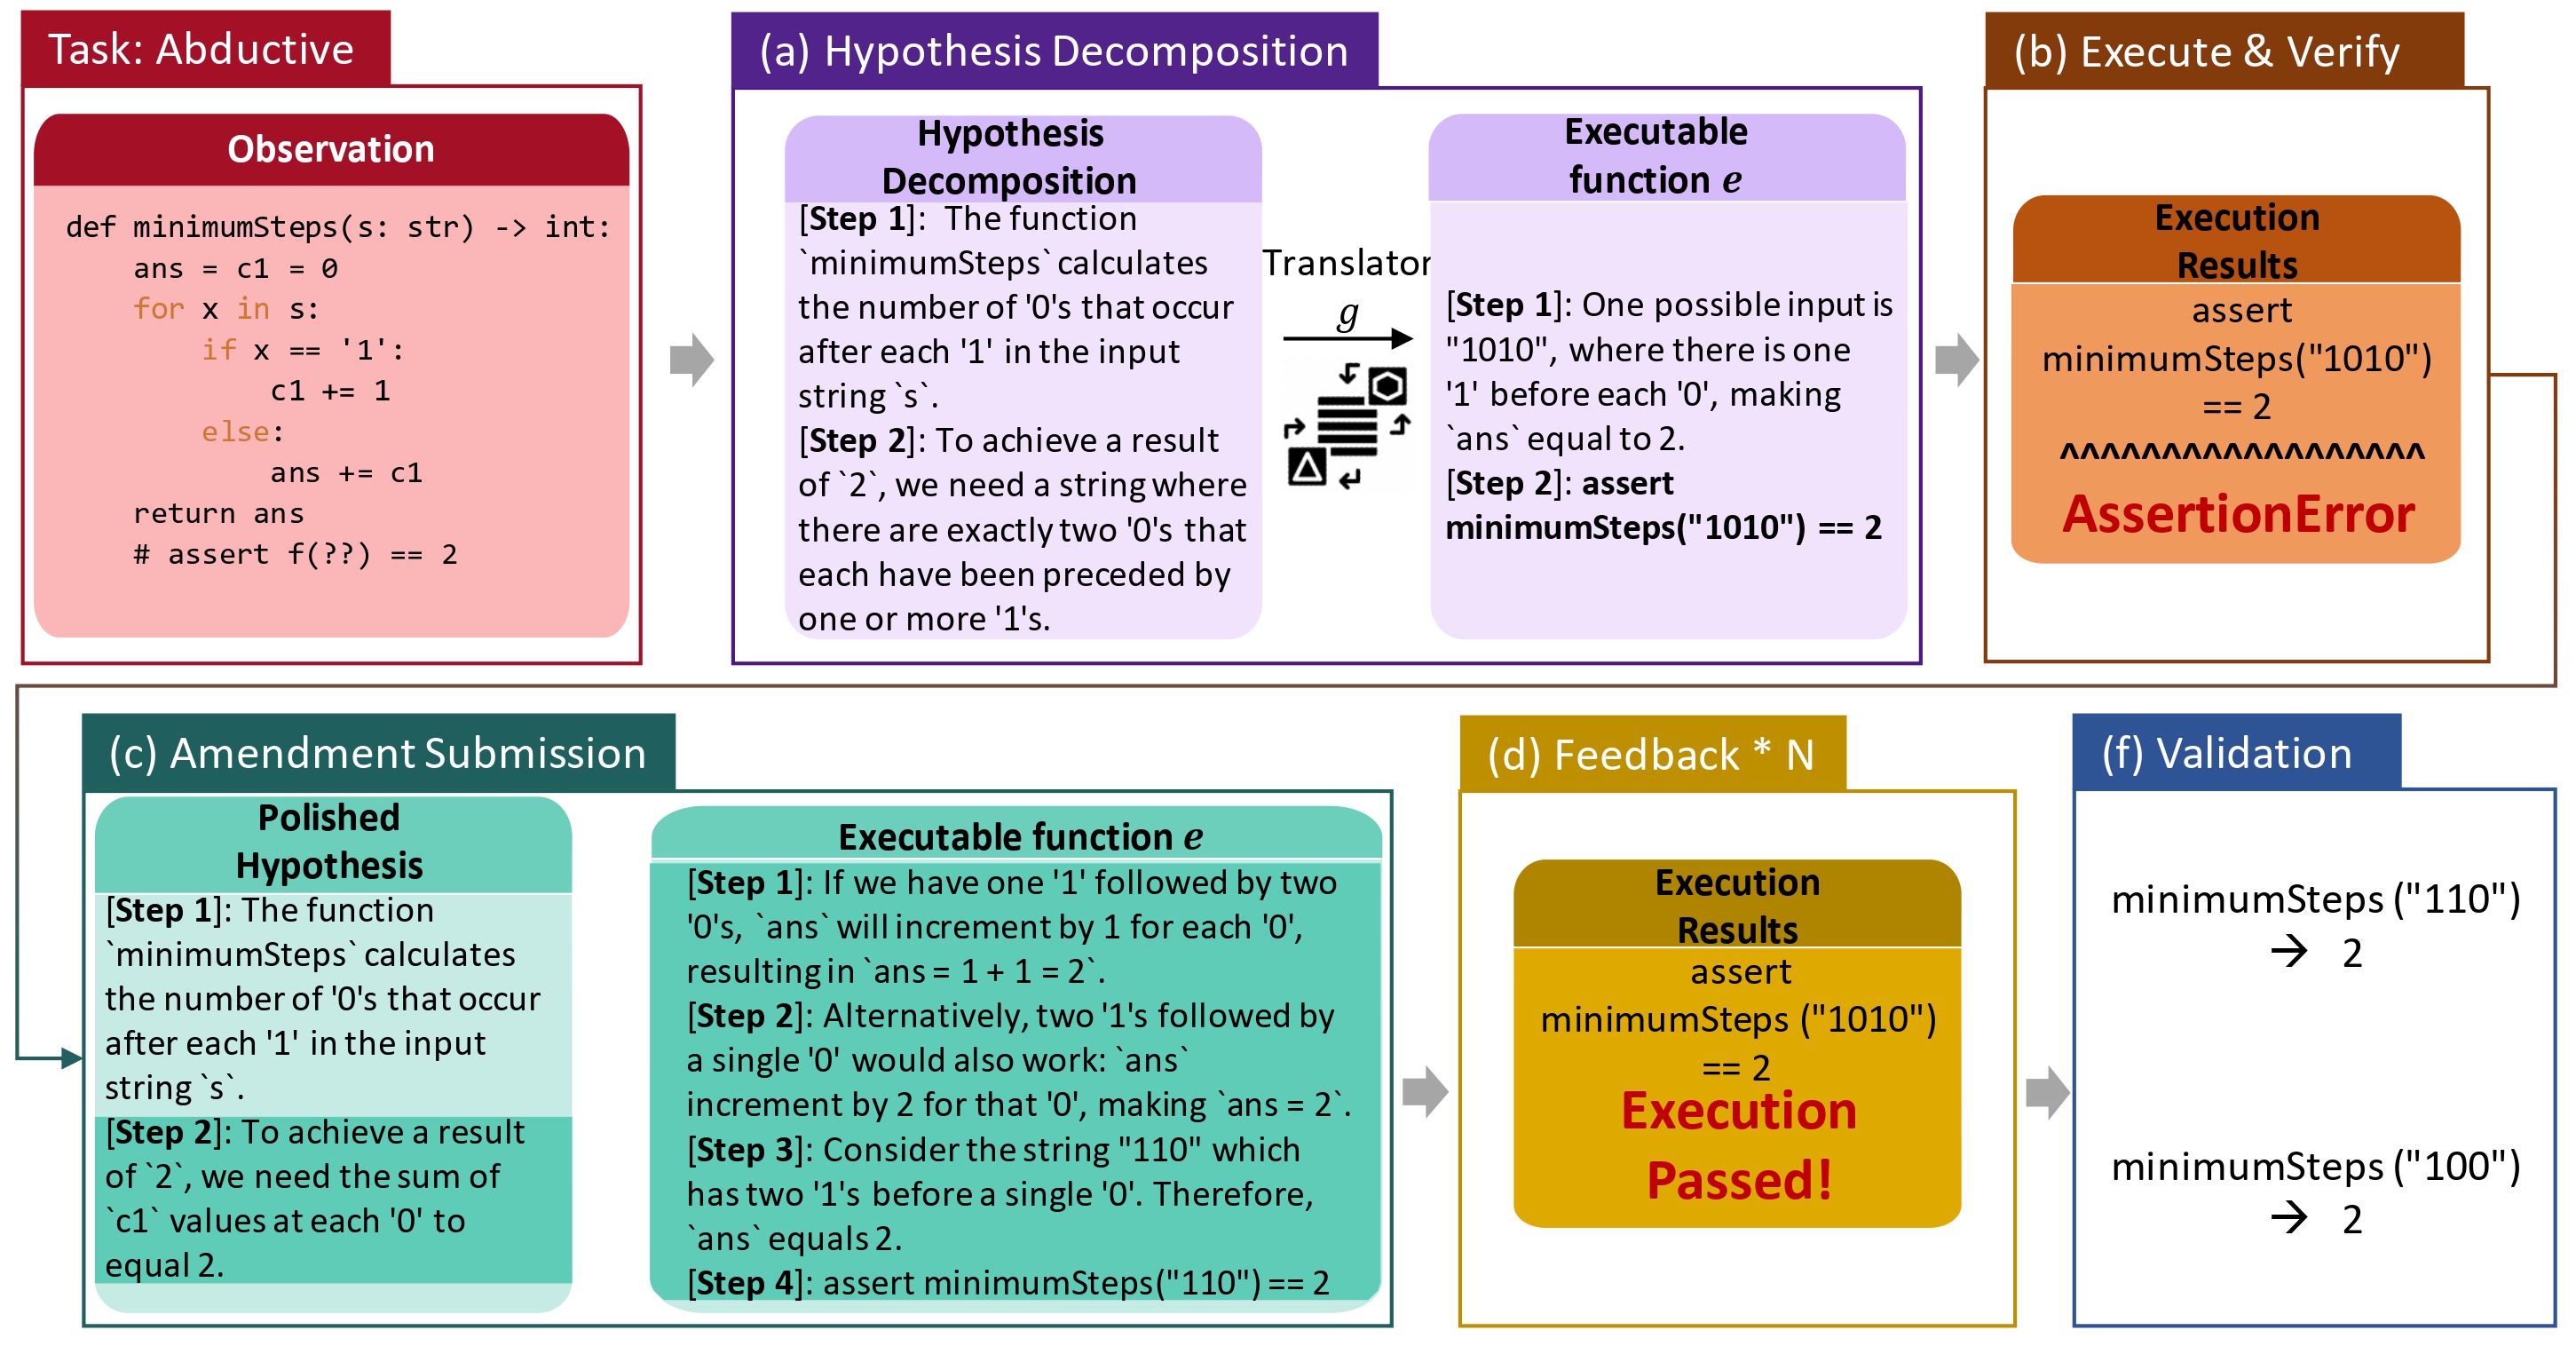 Task: Abductive
Observation
def minimumSteps(s: str) -> int:
    ans = c1 = 0
    for x in s:
        if x == '1':
            c1 += 1
        else:
            ans += c1
    return ans
    # assert f(??) == 2
(a) Hypothesis Decomposition
Hypothesis
Decomposition
[Step 1]: The function
`minimumSteps` calculates
the number of '0's that occur
after each '1' in the input
string `s`.
[Step 2]: To achieve a result
of `2`, we need a string where
there are exactly two '0's that
each have been preceded by
one or more '1's.
Translator
g
Executable
function e
[Step 1]: One possible input is
"1010", where there is one
'1' before each '0', making
`ans` equal to 2.
[Step 2]: assert
minimumSteps("1010") == 2
(b) Execute & Verify
Execution
Results
assert
minimumSteps("1010")
== 2
^^^^^^^^^^^^^^^^^^
AssertionError
(c) Amendment Submission
Polished
Hypothesis
[Step 1]: The function
`minimumSteps` calculates
the number of '0's that occur
after each '1' in the input
string `s`.
[Step 2]: To achieve a result
of `2`, we need the sum of
`c1` values at each '0' to
equal 2.
Executable function e
[Step 1]: If we have one '1' followed by two
'0's, `ans` will increment by 1 for each '0',
resulting in `ans = 1 + 1 = 2`.
[Step 2]: Alternatively, two '1's followed by
a single '0' would also work: `ans`
increment by 2 for that '0', making `ans = 2`.
[Step 3]: Consider the string "110" which
has two '1's before a single '0'. Therefore,
`ans` equals 2.
[Step 4]: assert minimumSteps("110") == 2
(d) Feedback * N
Execution
Results
assert
minimumSteps ("1010")
== 2
Execution
Passed!
(f) Validation
minimumSteps ("110")
→ 2
minimumSteps ("100")
→ 2